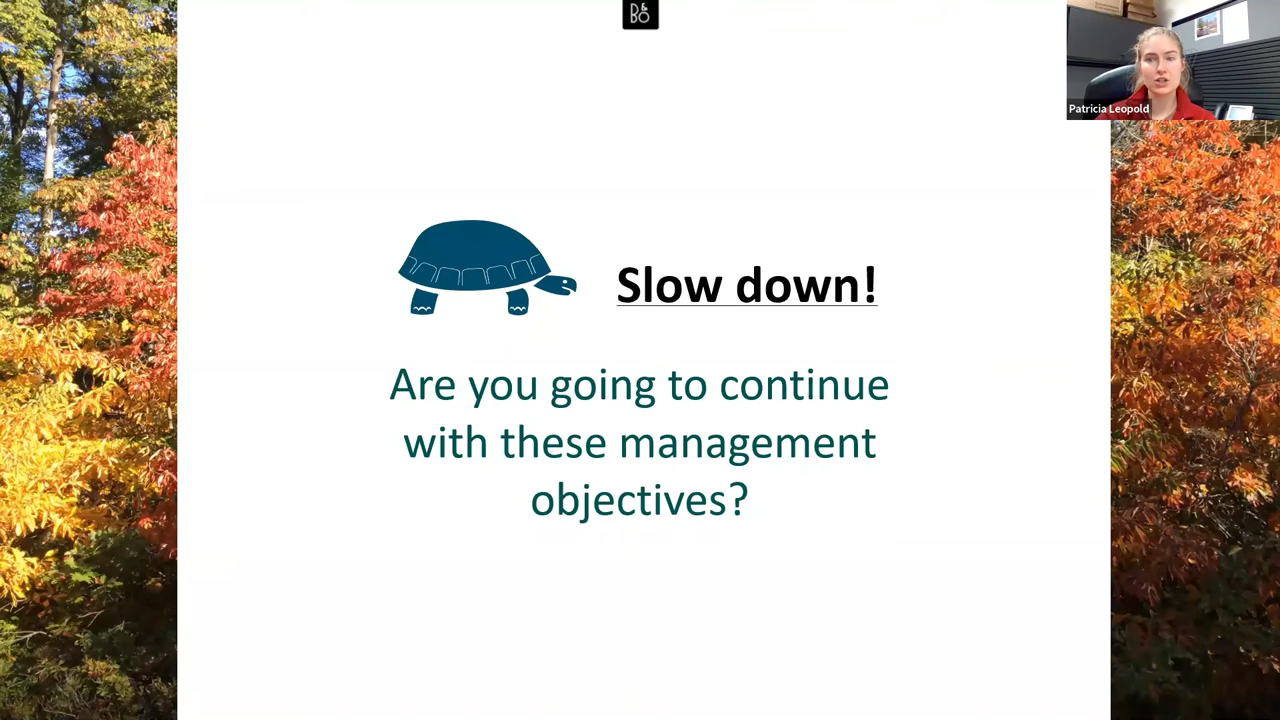 B&O
Patricia Leopold
Slow down!
Are you going to continue
with these management
objectives?